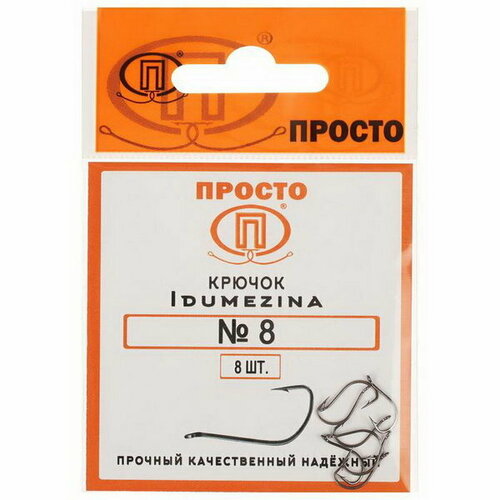 П
®
П
®
ПРОСТО
ПРОСТО
П
®
КРЮЧОК
IDUMEZINA
№ 8
8 ШТ.
ПРОЧНЫЙ КАЧЕСТВЕННЫЙ НАДЁЖНЫЙ